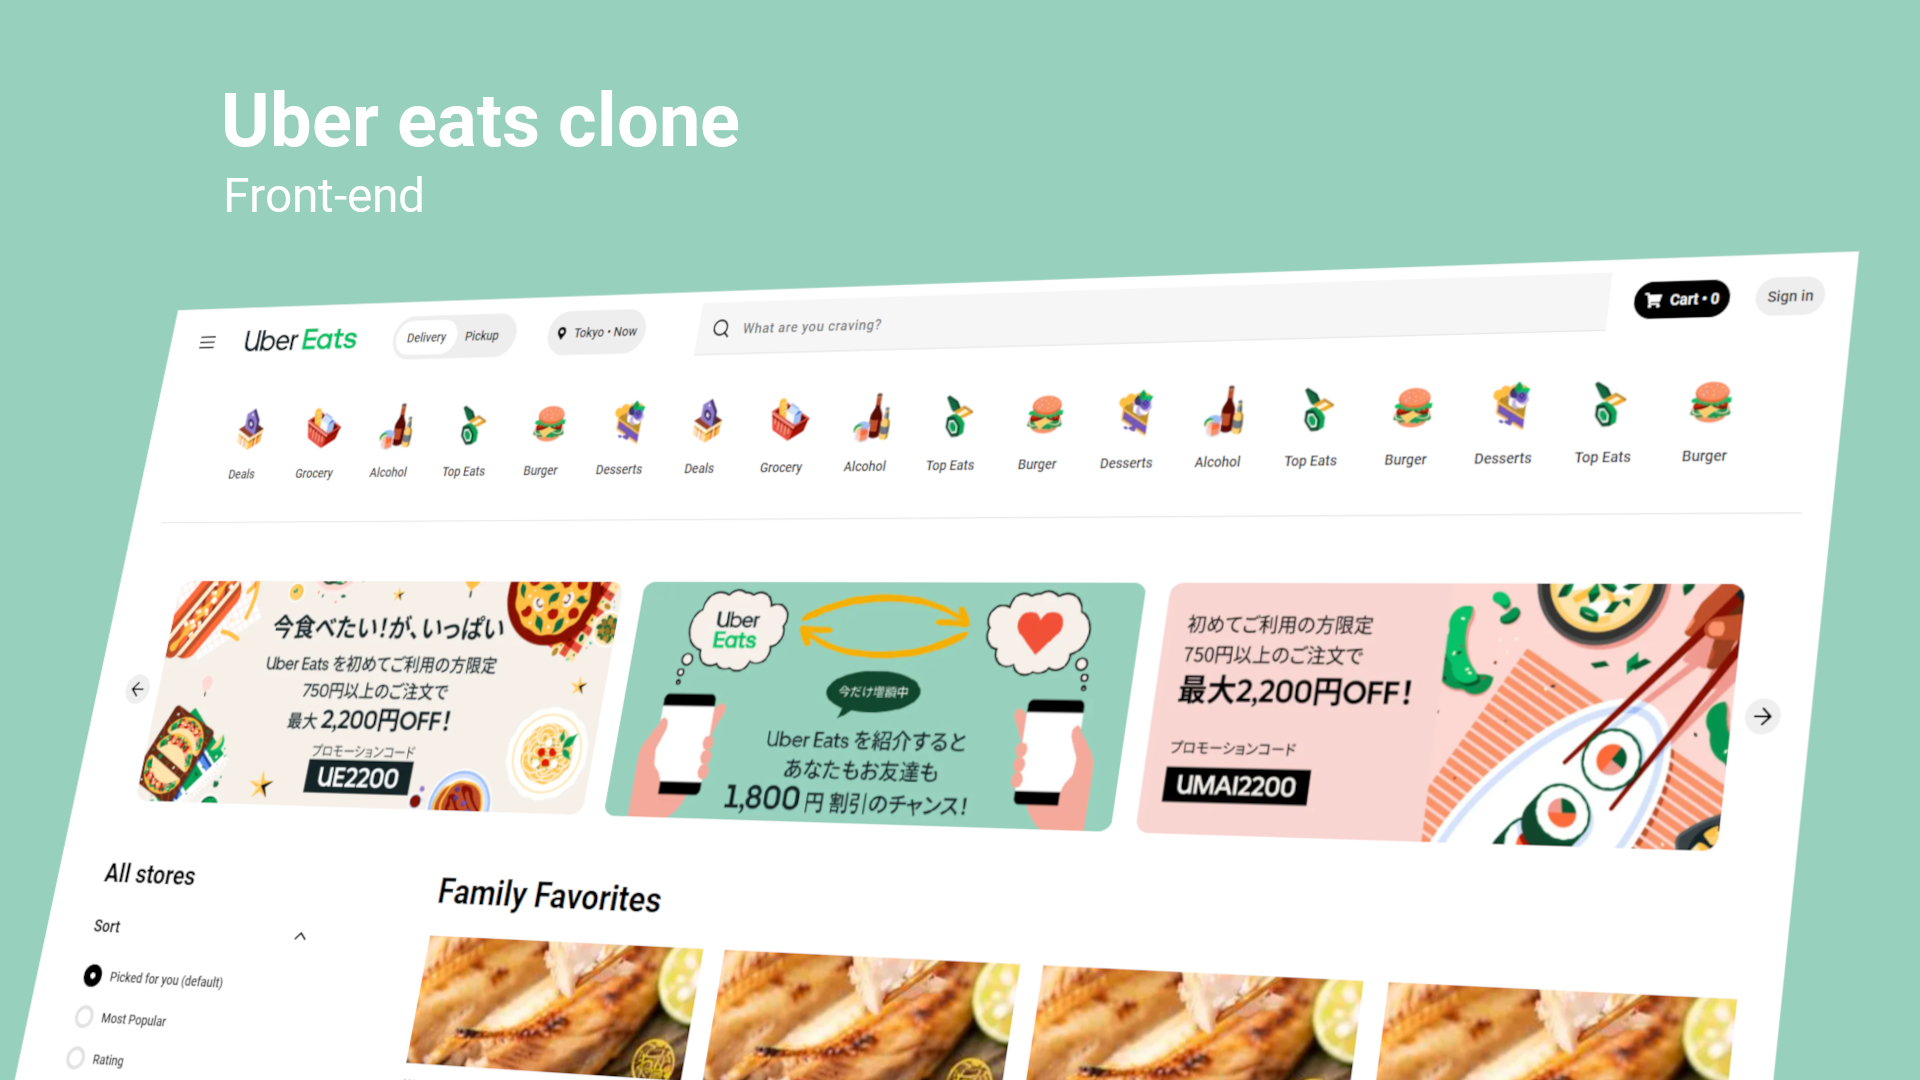 Uber eats clone
Front-end
Uber Eats
Delivery
Pickup
Tokyo • Now
What are you craving?
Cart • 0
Sign in
Deals
Grocery
Alcohol
Top Eats
Burger
Desserts
Deals
Grocery
Alcohol
Top Eats
Burger
Desserts
Alcohol
Top Eats
Burger
Desserts
Top Eats
Burger
今食べたい!が、いっぱい
Uber Eats を初めてご利用の方限定
750円以上のご注文で
最大 2,200円OFF!
プロモーションコード
UE2200
Uber
Eats
今だけ増額中
Uber Eats を紹介すると
あなたもお友達も
1,800 円 割引のチャンス!
初めてご利用の方限定
750円以上のご注文で
最大2,200円OFF!
プロモーションコード
UMAI2200
All stores
Sort
Picked for you (default)
Most Popular
Rating
Family Favorites